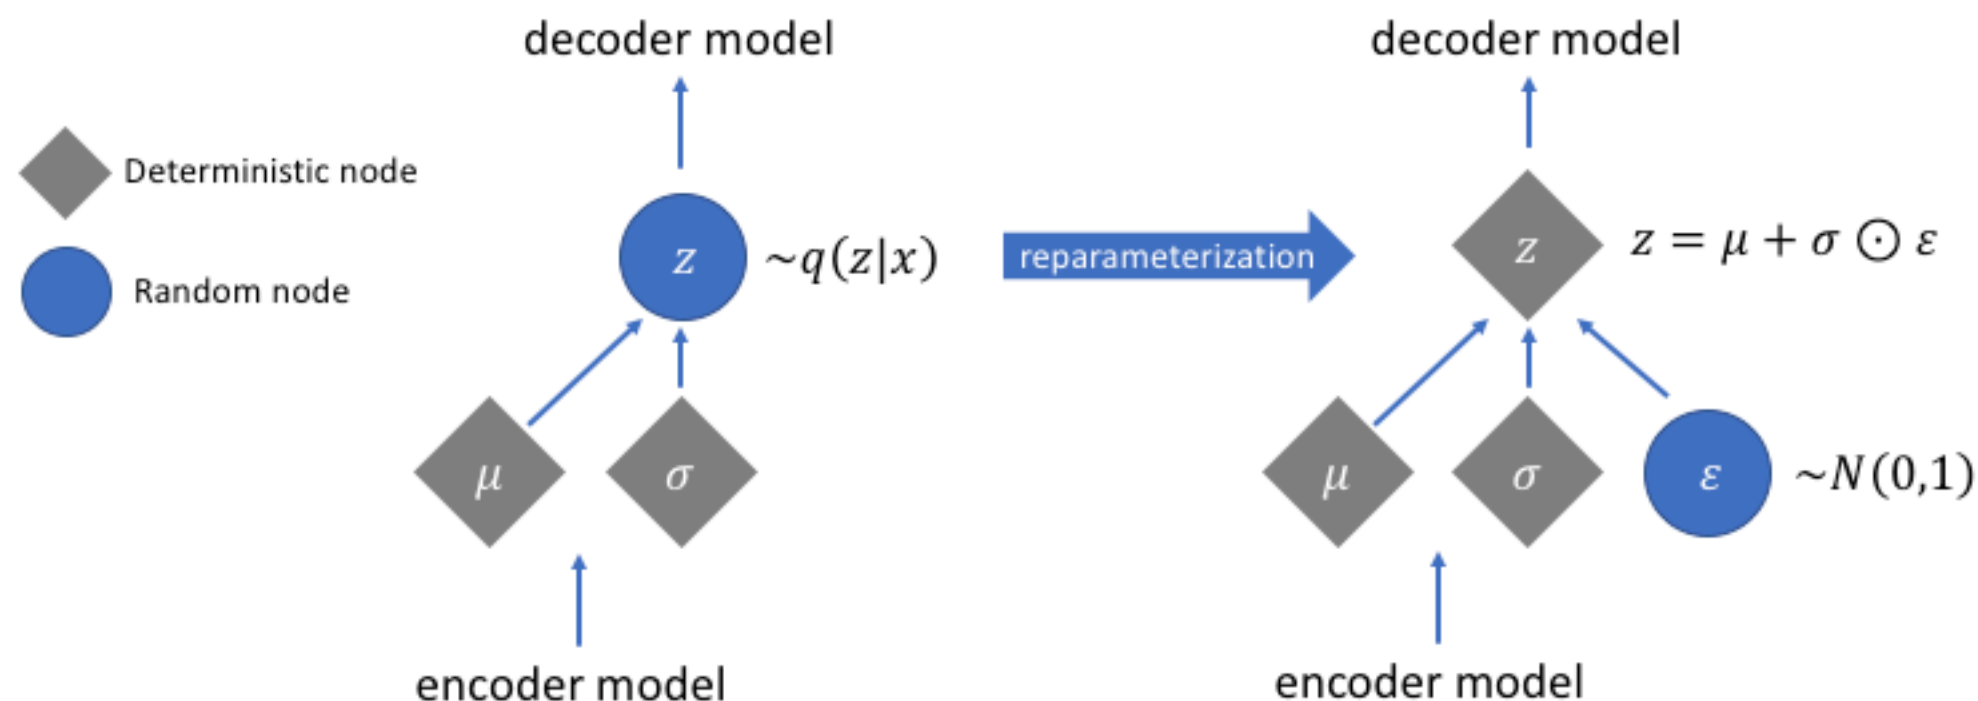 decoder model
decoder model
Deterministic node
Random node
z
~q(z|x)
reparameterization
z
z = μ + σ ⊙ ε
μ
σ
μ
σ
ε
~N(0,1)
encoder model
encoder model